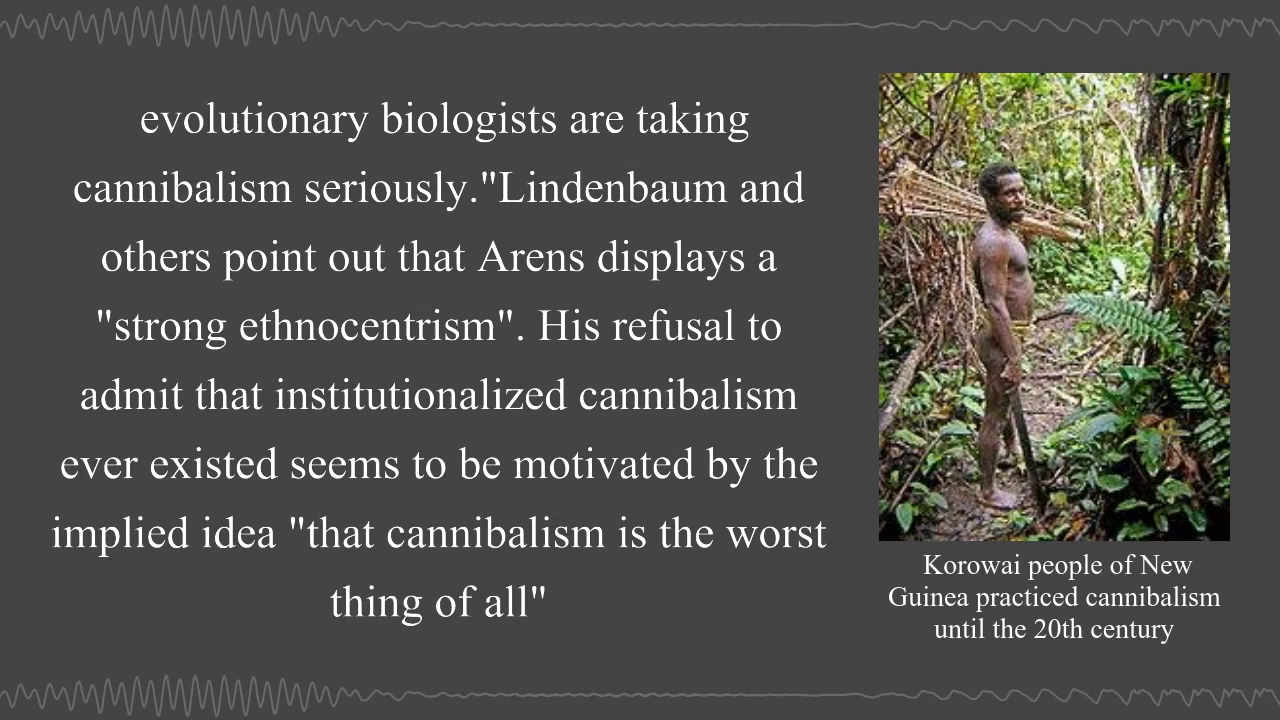 evolutionary biologists are taking
cannibalism seriously."Lindenbaum and
others point out that Arens displays a
"strong ethnocentrism". His refusal to
admit that institutionalized cannibalism
ever existed seems to be motivated by the
implied idea "that cannibalism is the worst
thing of all"
Korowai people of New
Guinea practiced cannibalism
until the 20th century